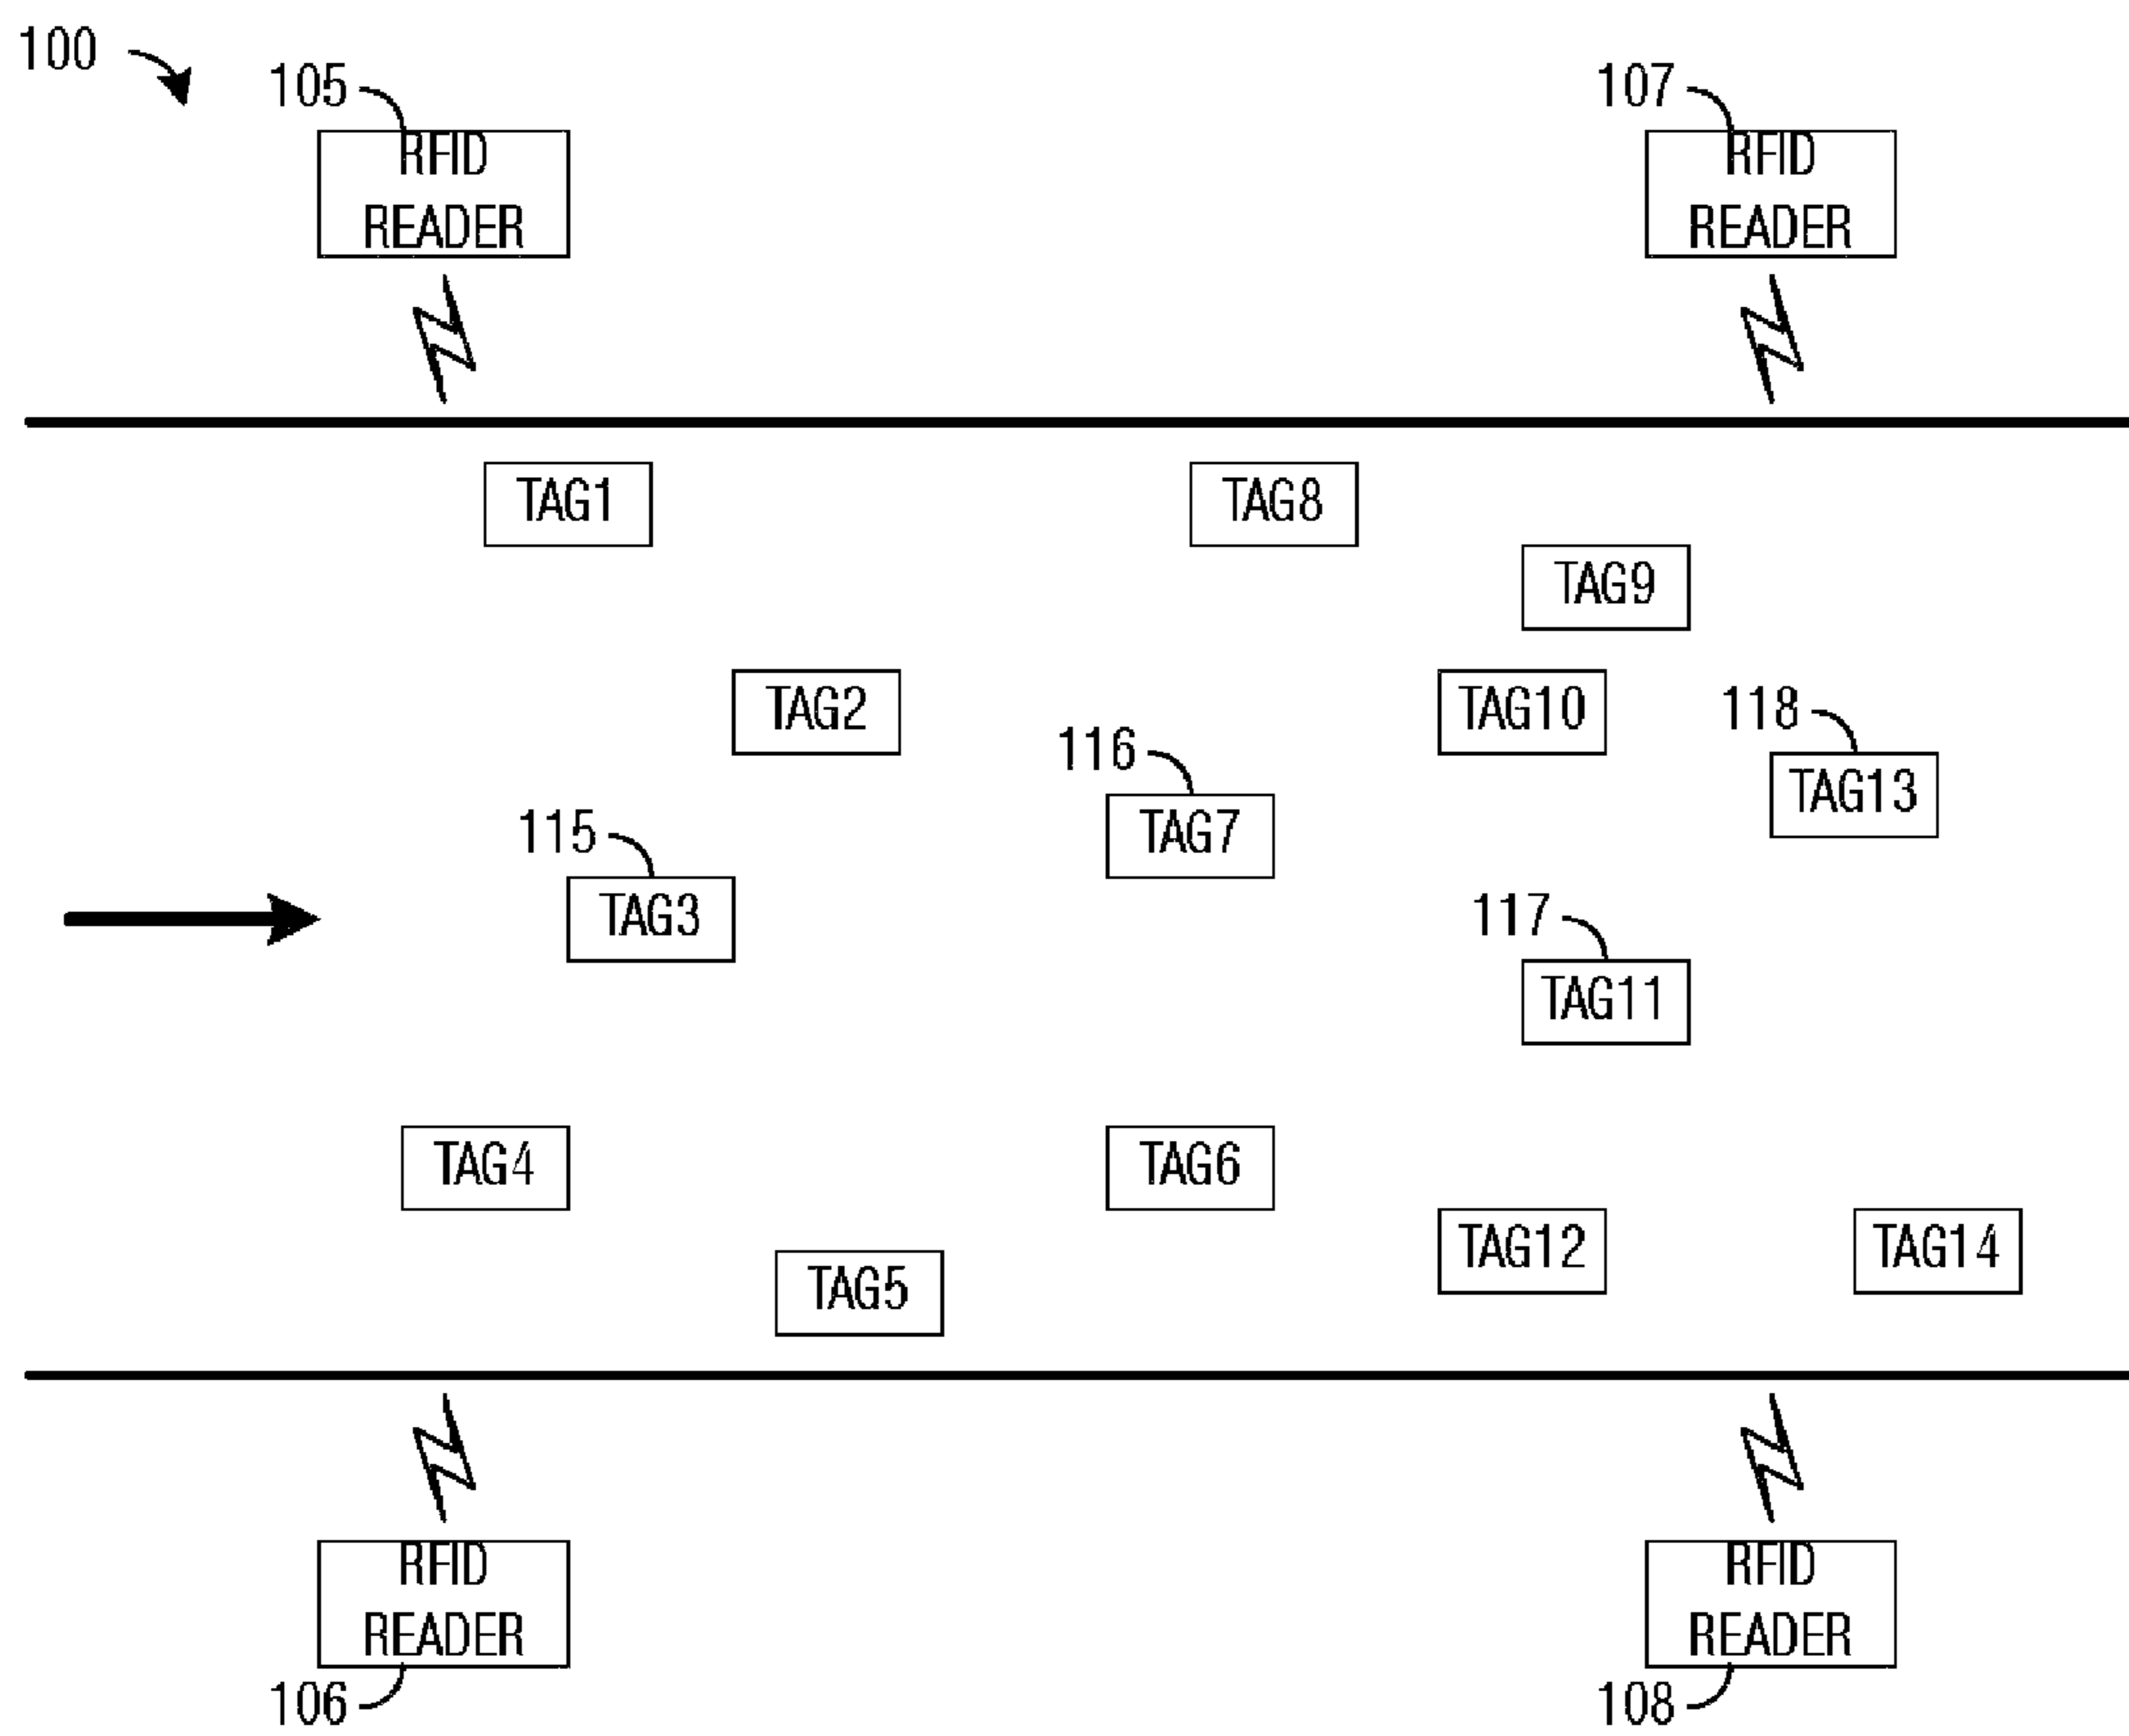 100
105
107
RFID
READER
RFID
READER
TAG1
TAG8
TAG9
TAG2
TAG10
118
116
TAG13
TAG7
115
TAG3
117
TAG11
TAG4
TAG6
TAG12
TAG14
TAG5
RFID
READER
RFID
READER
106
108